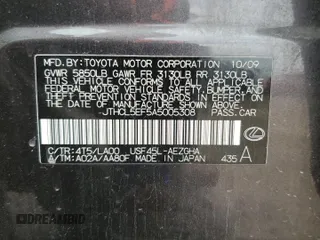 MFD. BY: TOYOTA MOTOR CORPORATION 10/09
GVWR 5850LB GAWR FR 3130LB RR 3130LB
THIS VEHICLE CONFORMS TO ALL APPLICABLE
FEDERAL MOTOR VEHICLE SAFETY, BUMPER, AND
THEFT PREVENTION STANDARDS IN EFFECT ON
THE DATE OF MANUFACTURE SHOWN ABOVE.
JTHCL5EF5A5005308 PASS.CAR
C/TR: 4T5/LA00 USF45L-AEZGHA
A/TM: A02A/AA80F MADE IN JAPAN 435 A